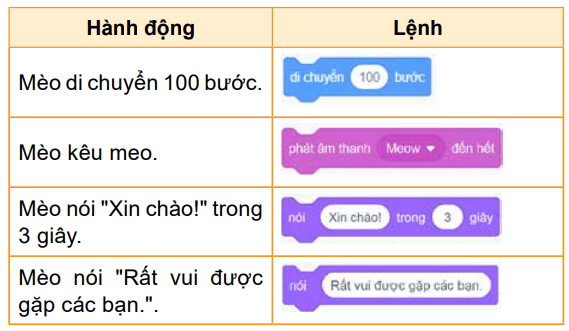 Hành động Lệnh
Mèo di chuyển 100 bước.
di chuyển 100 bước
Mèo kêu meo.
phát âm thanh Meow đến hết
Mèo nói "Xin chào!" trong
3 giây.
nói Xin chào! trong 3 giây
Mèo nói "Rất vui được
gặp các bạn.".
nói Rất vui được gặp các bạn.